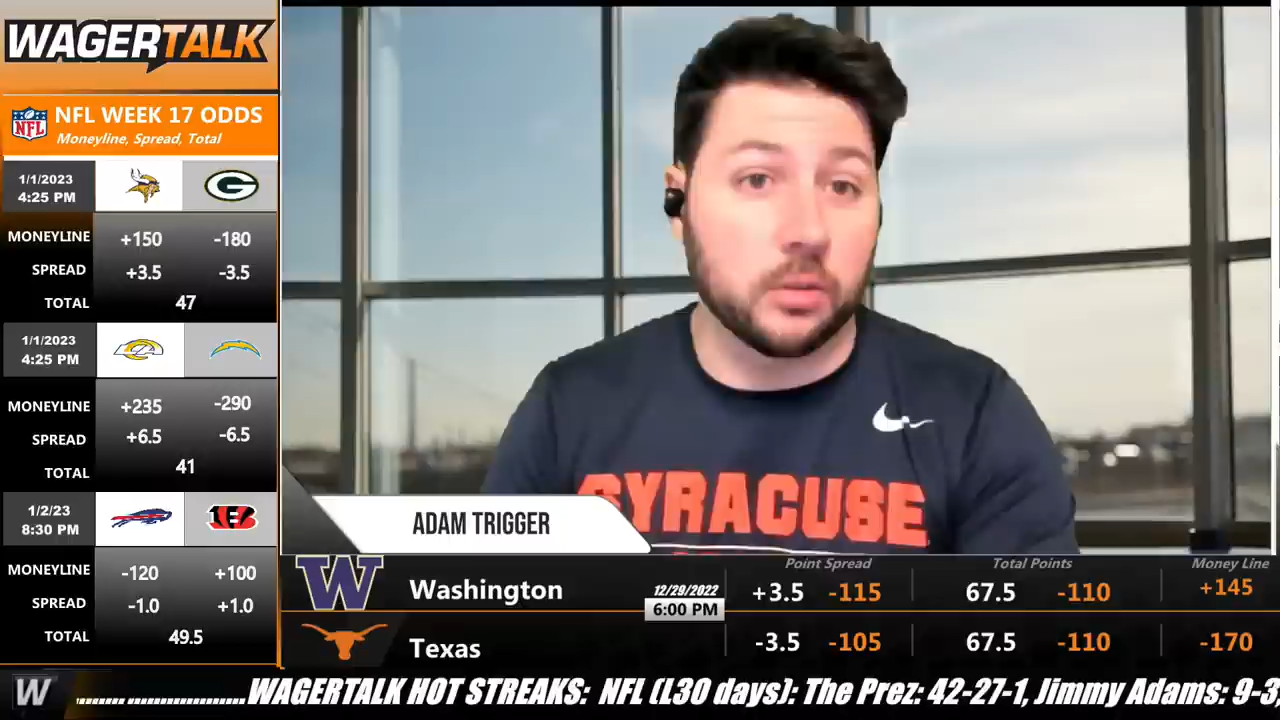 WAGERTALK
NFL
NFL WEEK 17 ODDS
Moneyline, Spread, Total
1/1/2023
4:25 PM
G
MONEYLINE +150 -180
SPREAD +3.5 -3.5
TOTAL 47
1/1/2023
4:25 PM
MONEYLINE +235 -290
SPREAD +6.5 -6.5
TOTAL 41
1/2/23
8:30 PM
B
MONEYLINE -120 +100
SPREAD -1.0 +1.0
TOTAL 49.5
SYRACUSE
ADAM TRIGGER
Point Spread Total Points Money Line
W Washington +3.5 -115 67.5 -110 +145
12/29/2022
6:00 PM
Texas -3.5 -105 67.5 -110 -170
W ........................ WAGERTALK HOT STREAKS: NFL (L30 days): The Prez: 42-27-1, Jimmy Adams: 9-3,